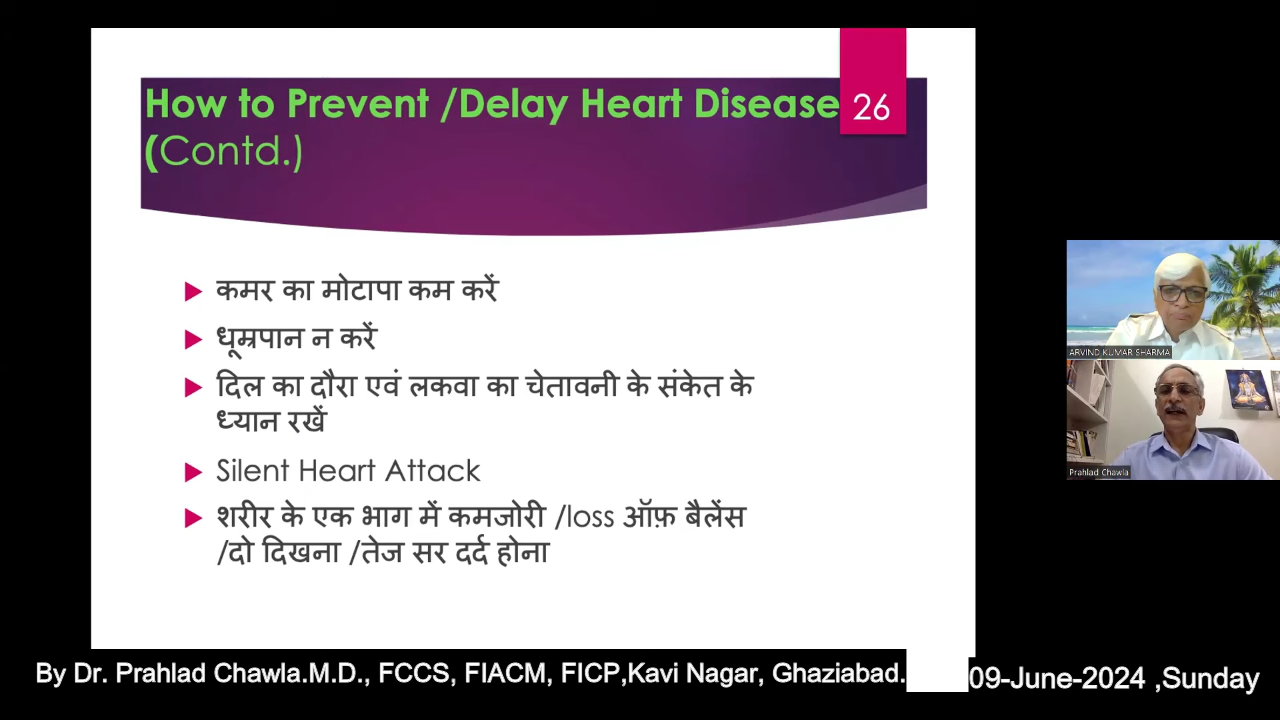 How to Prevent /Delay Heart Disease
(Contd.)
26
कमर का मोटापा कम करें
धूम्रपान न करें
दिल का दौरा एवं लकवा का चेतावनी के संकेत के
ध्यान रखें
Silent Heart Attack
शरीर के एक भाग में कमजोरी /loss ऑफ़ बैलेंस
/दो दिखना /तेज सर दर्द होना
ARVIND KUMAR SHARMA
Prahlad Chawla
By Dr. Prahlad Chawla.M.D., FCCS, FIACM, FICP,Kavi Nagar, Ghaziabad.
09-June-2024 ,Sunday